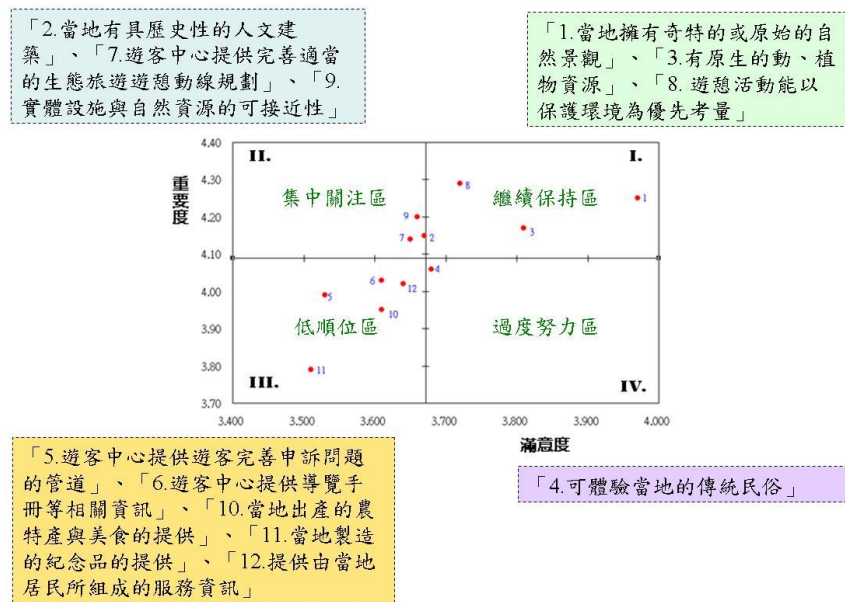 「2.當地有具歷史性的人文建
築」、「7.遊客中心提供完善適當
的生態旅遊遊憩動線規劃」、「9.
實體設施與自然資源的可接近性」
「1.當地擁有奇特的或原始的自
然景觀」、「3.有原生的動、植
物資源」、「8. 遊憩活動能以
保護環境為優先考量」
重要度
4.40
4.30
4.20
4.10
4.00
3.90
3.80
3.70
II.
集中關注區
I.
繼續保持區
8
1
9
3
7
2
4
6
12
5
10
低順位區
過度努力區
11
III.
IV.
3.400
3.500
3.600
3.700
3.800
3.900
4.000
滿意度
「5.遊客中心提供遊客完善申訴問題
的管道」、「6.遊客中心提供導覽手
冊等相關資訊」、「10.當地出產的農
特產與美食的提供」、「11.當地製造
的紀念品的提供」、「12.提供由當地
居民所組成的服務資訊」
「4.可體驗當地的傳統民俗」